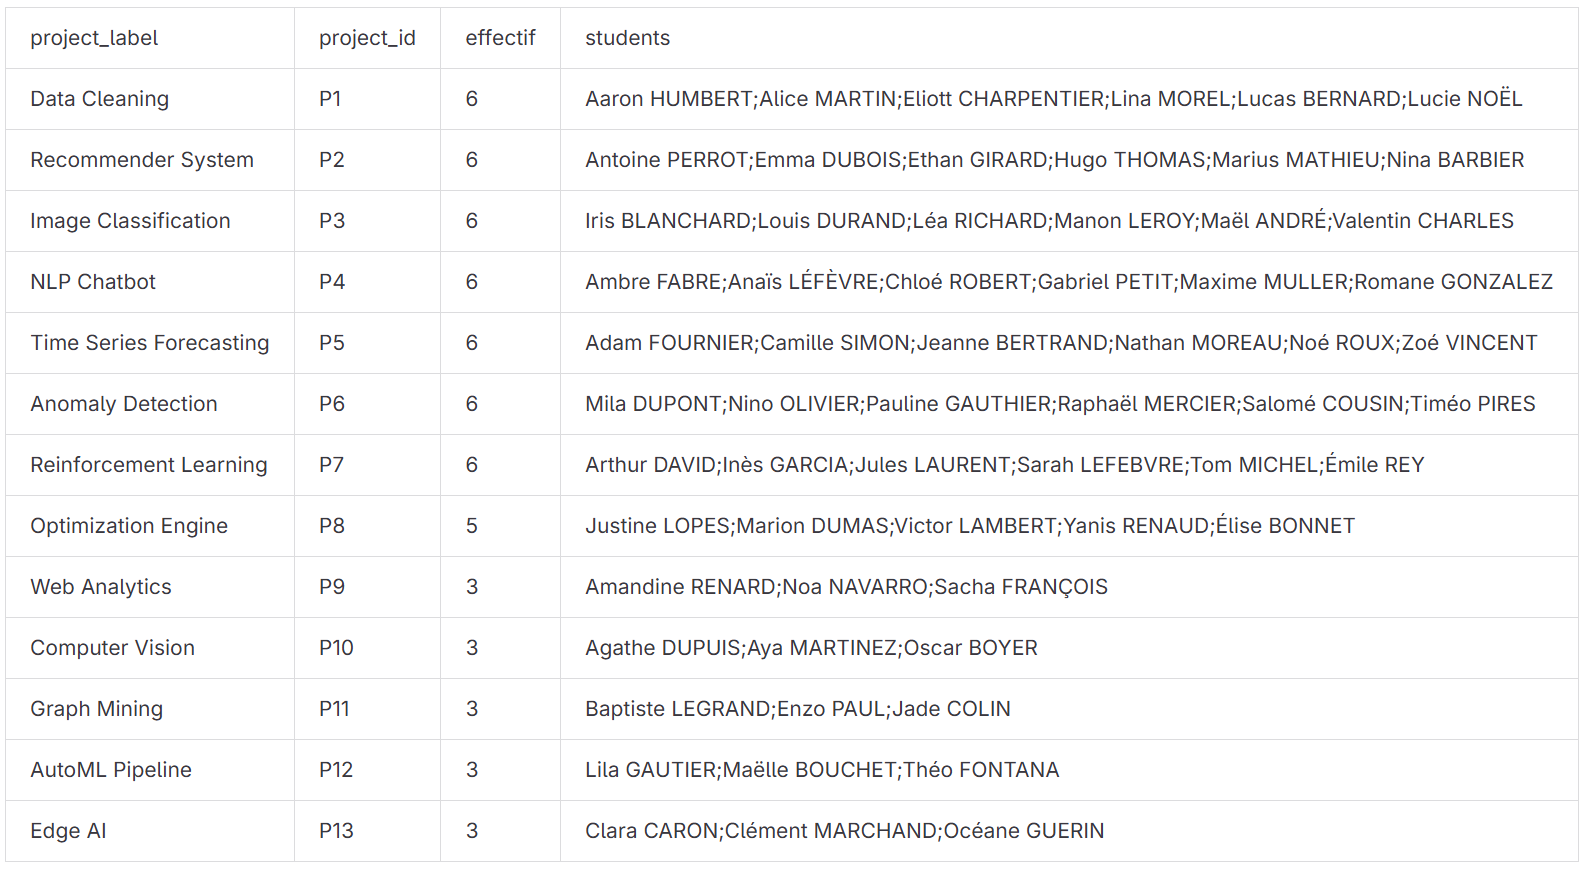 project_label project_id effectif students
Data Cleaning P1 6 Aaron HUMBERT;Alice MARTIN;Eliott CHARPENTIER;Lina MOREL;Lucas BERNARD;Lucie NOËL
Recommender System P2 6 Antoine PERROT;Emma DUBOIS;Ethan GIRARD;Hugo THOMAS;Marius MATHIEU;Nina BARBIER
Image Classification P3 6 Iris BLANCHARD;Louis DURAND;Léa RICHARD;Manon LEROY;Maël ANDRÉ;Valentin CHARLES
NLP Chatbot P4 6 Ambre FABRE;Anaïs LÉFÈVRE;Chloé ROBERT;Gabriel PETIT;Maxime MULLER;Romane GONZALEZ
Time Series Forecasting P5 6 Adam FOURNIER;Camille SIMON;Jeanne BERTRAND;Nathan MOREAU;Noé ROUX;Zoé VINCENT
Anomaly Detection P6 6 Mila DUPONT;Nino OLIVIER;Pauline GAUTHIER;Raphaël MERCIER;Salomé COUSIN;Timéo PIRES
Reinforcement Learning P7 6 Arthur DAVID;Inès GARCIA;Jules LAURENT;Sarah LEFEBVRE;Tom MICHEL;Émile REY
Optimization Engine P8 5 Justine LOPES;Marion DUMAS;Victor LAMBERT;Yanis RENAUD;Élise BONNET
Web Analytics P9 3 Amandine RENARD;Noa NAVARRO;Sacha FRANÇOIS
Computer Vision P10 3 Agathe DUPUIS;Aya MARTINEZ;Oscar BOYER
Graph Mining P11 3 Baptiste LEGRAND;Enzo PAUL;Jade COLIN
AutoML Pipeline P12 3 Lila GAUTIER;Maëlle BOUCHET;Théo FONTANA
Edge AI P13 3 Clara CARON;Clément MARCHAND;Océane GUERIN